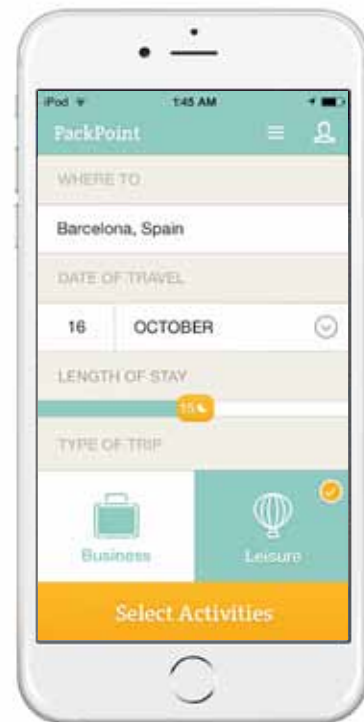 iPod 1:45 AM
PackPoint
WHERE TO
Barcelona, Spain
DATE OF TRAVEL
16 OCTOBER
LENGTH OF STAY
15
TYPE OF TRIP
Business Leisure
Select Activities